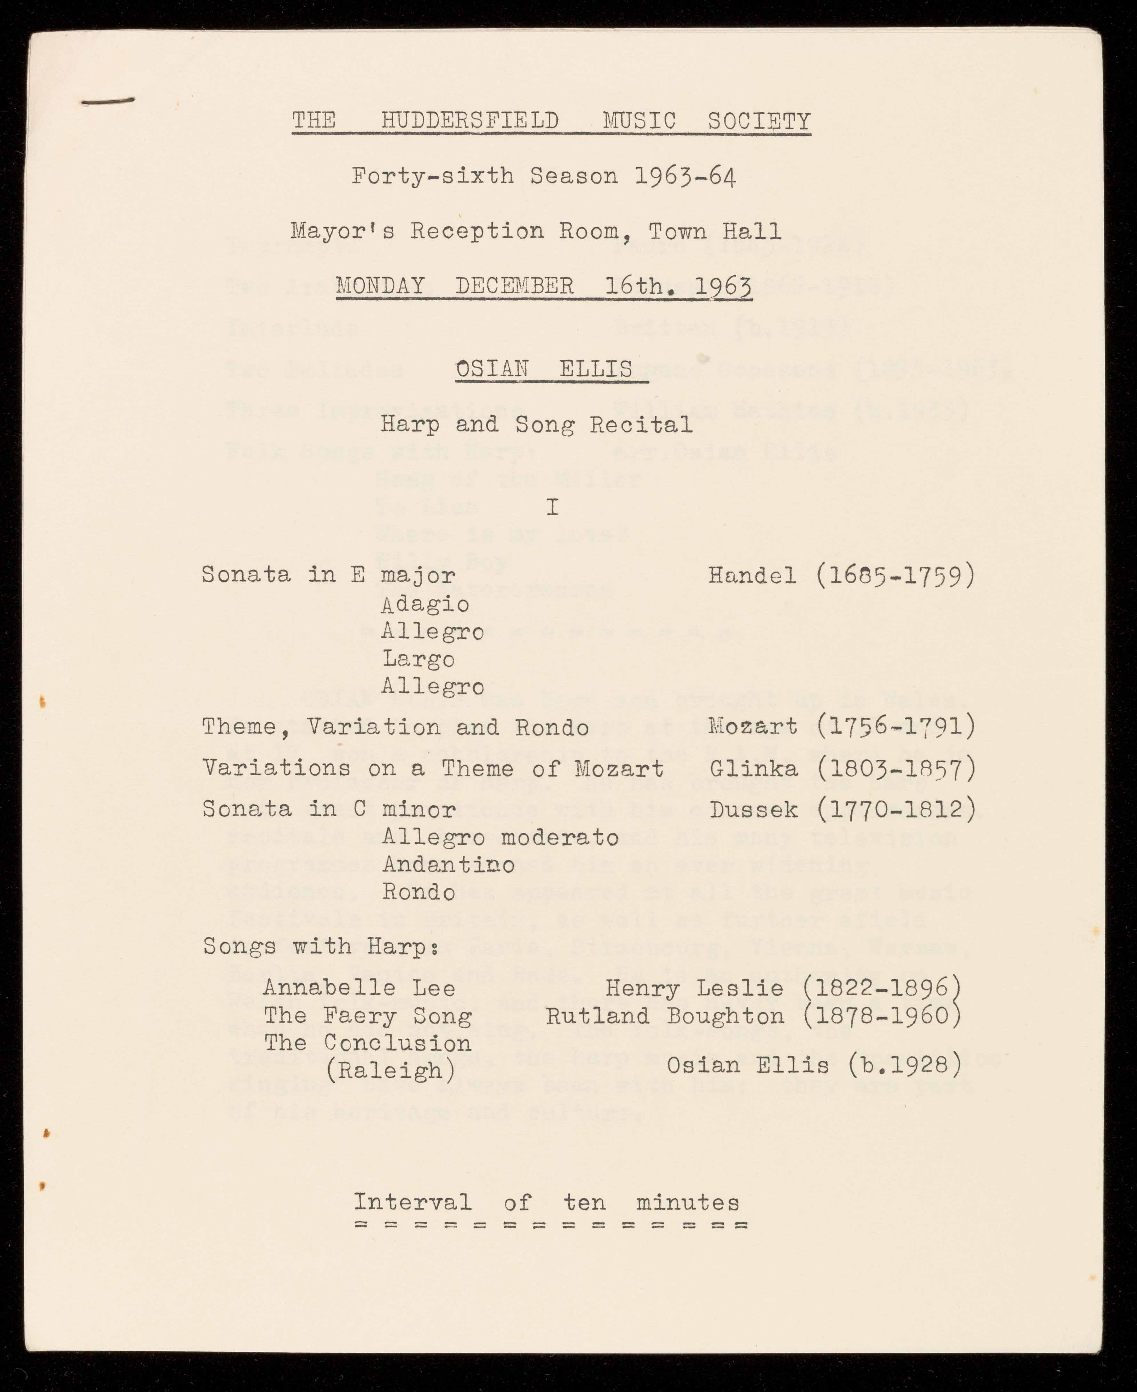 THE HUDDERSFIELD MUSIC SOCIETY
Forty-sixth Season 1963-64
Mayor's Reception Room, Town Hall
MONDAY DECEMBER 16th. 1963
OSIAN ELLIS
Harp and Song Recital
I
Sonata in E major Handel (1685-1759)
Adagio
Allegro
Largo
Allegro
Theme, Variation and Rondo Mozart (1756-1791)
Variations on a Theme of Mozart Glinka (1803-1857)
Sonata in C minor Dussek (1770-1812)
Allegro moderato
Andantino
Rondo
Songs with Harp:
Annabelle Lee Henry Leslie (1822-1896)
The Faery Song Rutland Boughton (1878-1960)
The Conclusion
(Raleigh) Osian Ellis (b.1928)
Interval of ten minutes
= = = = = = = = = = = = = =